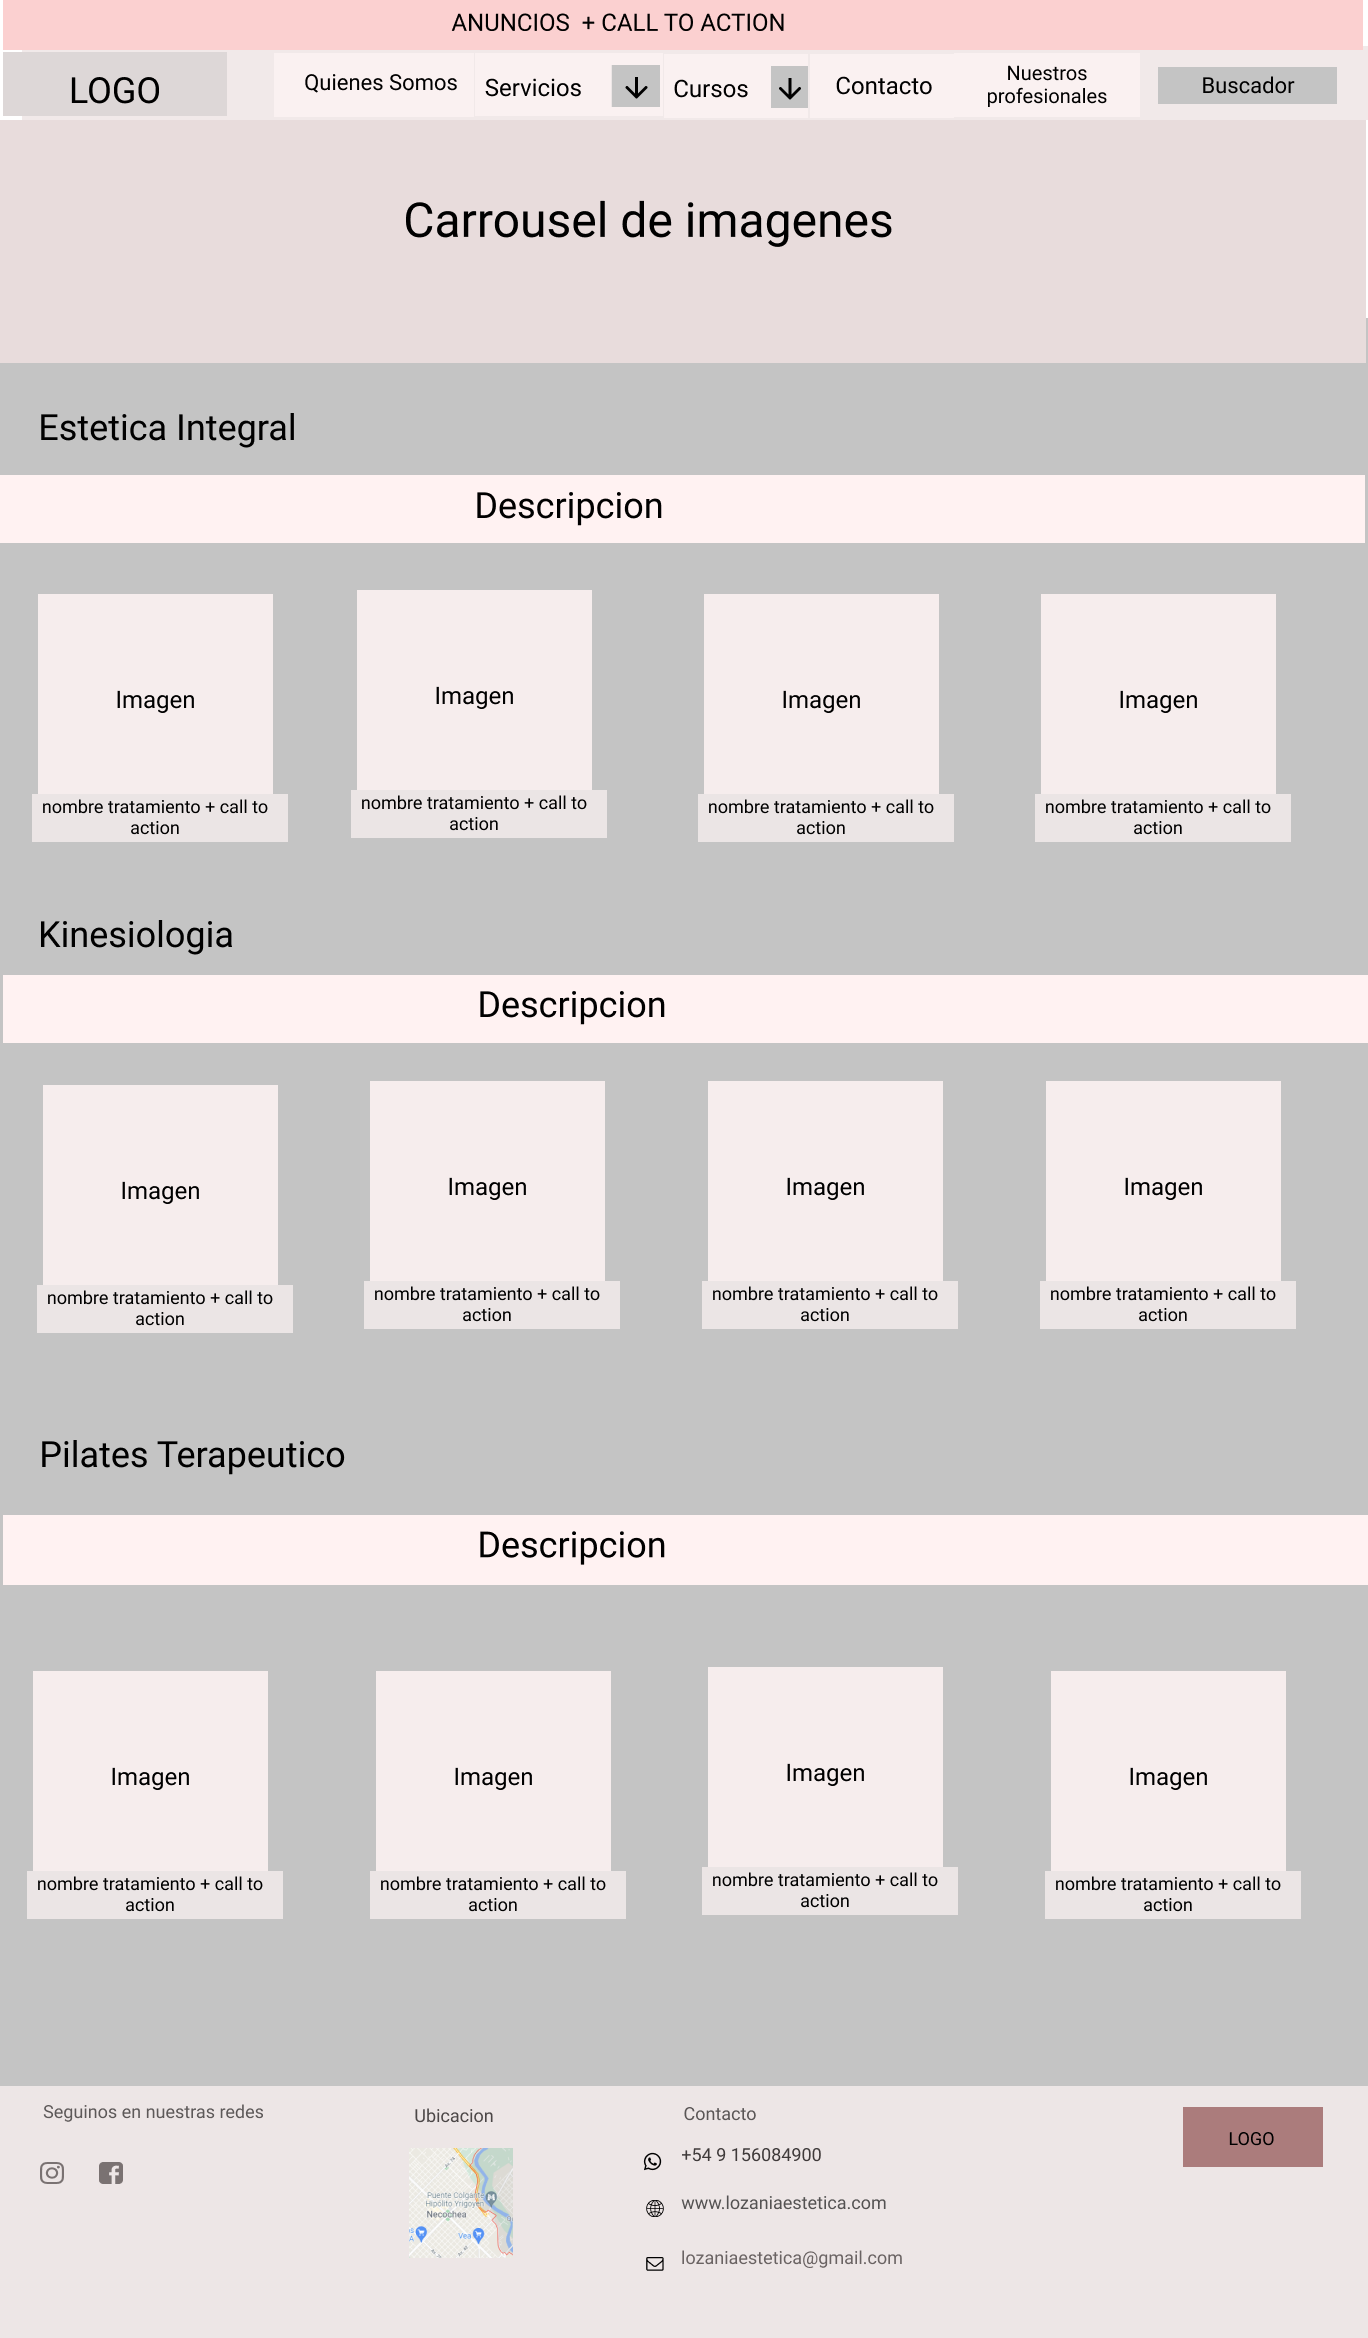 ANUNCIOS + CALL TO ACTION
LOGO
Quienes Somos
Servicios
Cursos
Contacto
Nuestros
profesionales
Buscador
Carrousel de imagenes
Estetica Integral
Descripcion
Imagen
Imagen
Imagen
Imagen
nombre tratamiento + call to
action
nombre tratamiento + call to
action
nombre tratamiento + call to
action
nombre tratamiento + call to
action
Kinesiologia
Descripcion
Imagen
Imagen
Imagen
Imagen
nombre tratamiento + call to
action
nombre tratamiento + call to
action
nombre tratamiento + call to
action
nombre tratamiento + call to
action
Pilates Terapeutico
Descripcion
Imagen
Imagen
Imagen
Imagen
nombre tratamiento + call to
action
nombre tratamiento + call to
action
nombre tratamiento + call to
action
nombre tratamiento + call to
action
Seguinos en nuestras redes
Ubicacion
Puente Colgante
Hipólito Yrigoyen
Necochea
Vea
Contacto
+54 9 156084900
www.lozaniaestetica.com
lozaniaestetica@gmail.com
LOGO